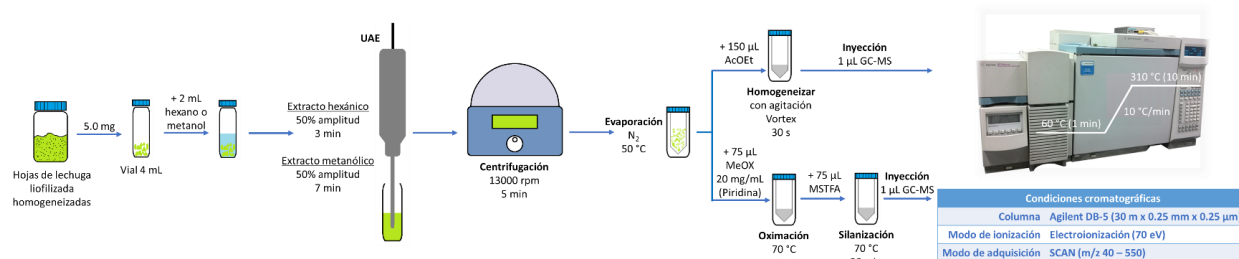 Hojas de lechuga
liofilizada
homogeneizadas
5.0 mg
Vial 4 mL
+ 2 mL
hexano o
metanol
Extracto hexánico
50% amplitud
3 min
Extracto metanólico
50% amplitud
7 min
UAE
Centrifugación
13000 rpm
5 min
Evaporación
N2
50 °C
+ 150 µL
AcOEt
Homogeneizar
con agitación
Vortex
30 s
Inyección
1 µL GC-MS
+ 75 µL
MeOX
20 mg/mL
(Piridina)
Oximación
70 °C
+ 75 µL
MSTFA
Silanización
70 °C
Inyección
1 µL GC-MS
60 °C (1 min)
10 °C/min
310 °C (10 min)
Condiciones cromatográficas
Columna Agilent DB-5 (30 m x 0.25 mm x 0.25 µm
Modo de ionización Electroionización (70 eV)
Modo de adquisición SCAN (m/z 40 – 550)